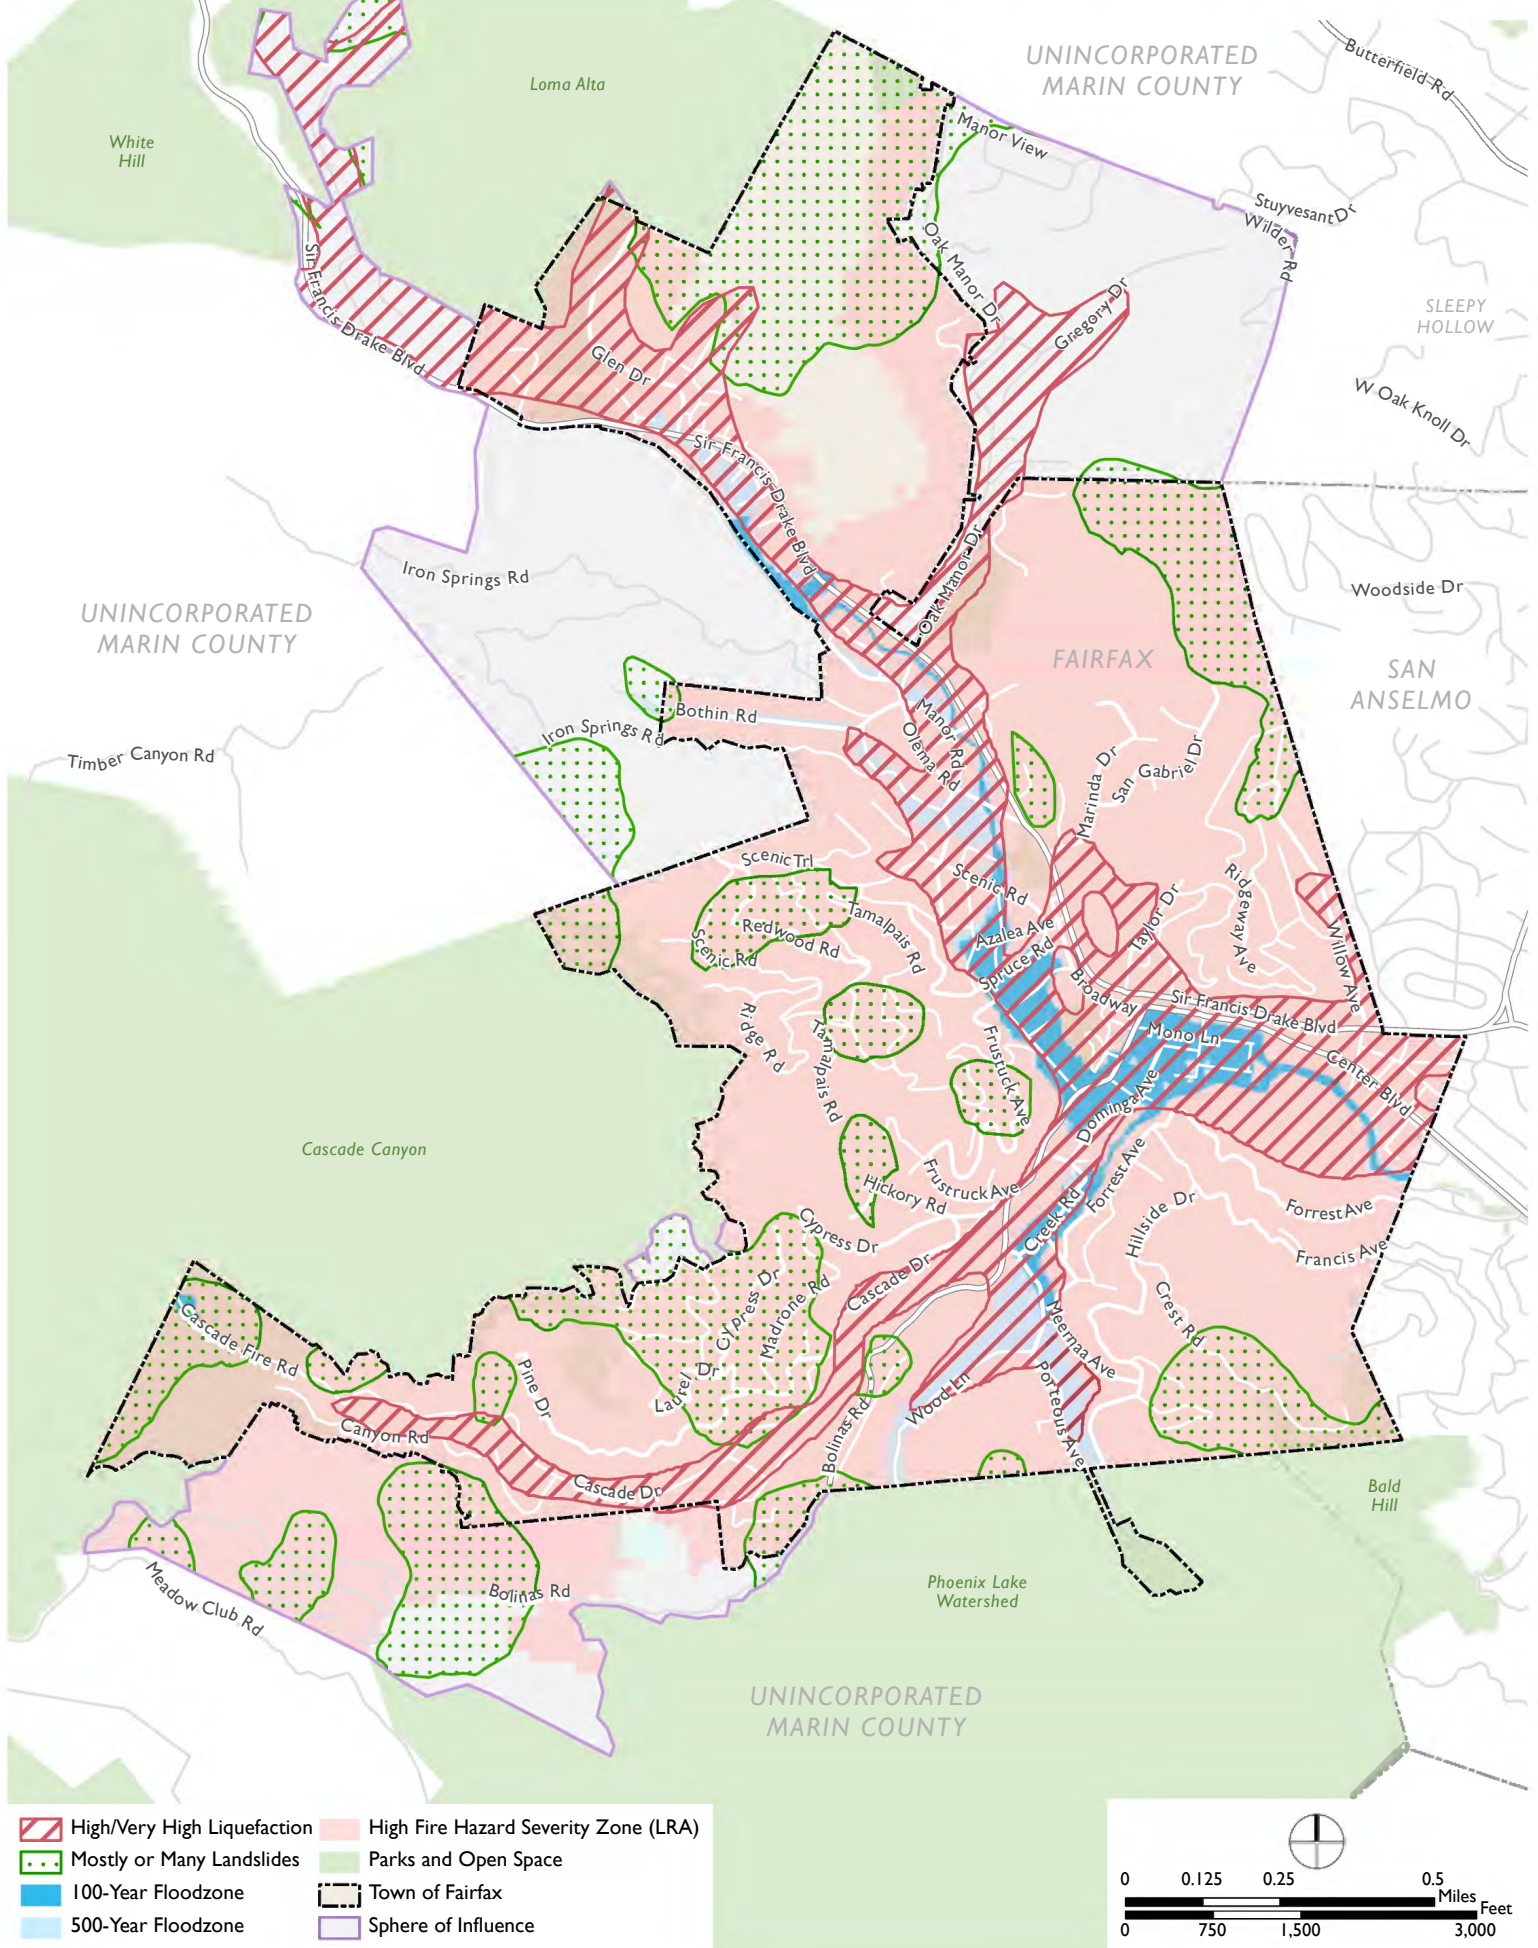 UNINCORPORATED
MARIN COUNTY
Butterfield Rd
Loma Alta
White
Hill
Manor View
Stuyvesant Dr
Wilder Rd
Oak Manor Dr
Gregory Dr
Sir Francis Drake Blvd
SLEEPY
HOLLOW
Glen Dr
W Oak Knoll Dr
Sir Francis Drake Blvd
Iron Springs Rd
Oak Manor Dr
Woodside Dr
UNINCORPORATED
MARIN COUNTY
FAIRFAX
SAN
ANSELMO
Bothin Rd
Iron Springs Rd
Manor Rd
Olema Rd
Timber Canyon Rd
Marinda Dr
San Gabriel Dr
Scenic Trl
Scenic Rd
Ridgeway Ave
Taylor Dr
Tamalpais Rd
Redwood Rd
Scenic Rd
Azalea Ave
Spruce Rd
Willow Ave
Broadway
Sir Francis Drake Blvd
Ridge Rd
Tamalpais Rd
Frustuck Ave
Mono Ln
Center Blvd
Dominga Ave
Cascade Canyon
Hickory Rd
Frustruck Ave
Forrest Ave
Creek Rd
Hillside Dr
Forrest Ave
Francis Ave
Cypress Dr
Cascade Dr
Cypress Dr
Madrone Rd
Crest Rd
Meernaa Ave
Cascade Fire Rd
Pine Dr
Laurel Dr
Wood Ln
Porteous Ave
Bolinas Rd
Canyon Rd
Cascade Dr
Bald
Hill
Meadow Club Rd
Bolinas Rd
Phoenix Lake
Watershed
UNINCORPORATED
MARIN COUNTY
High/Very High Liquefaction
Mostly or Many Landslides
100-Year Floodzone
500-Year Floodzone
High Fire Hazard Severity Zone (LRA)
Parks and Open Space
Town of Fairfax
Sphere of Influence
0 0.125 0.25 0.5
Miles
Feet
0 750 1,500 3,000